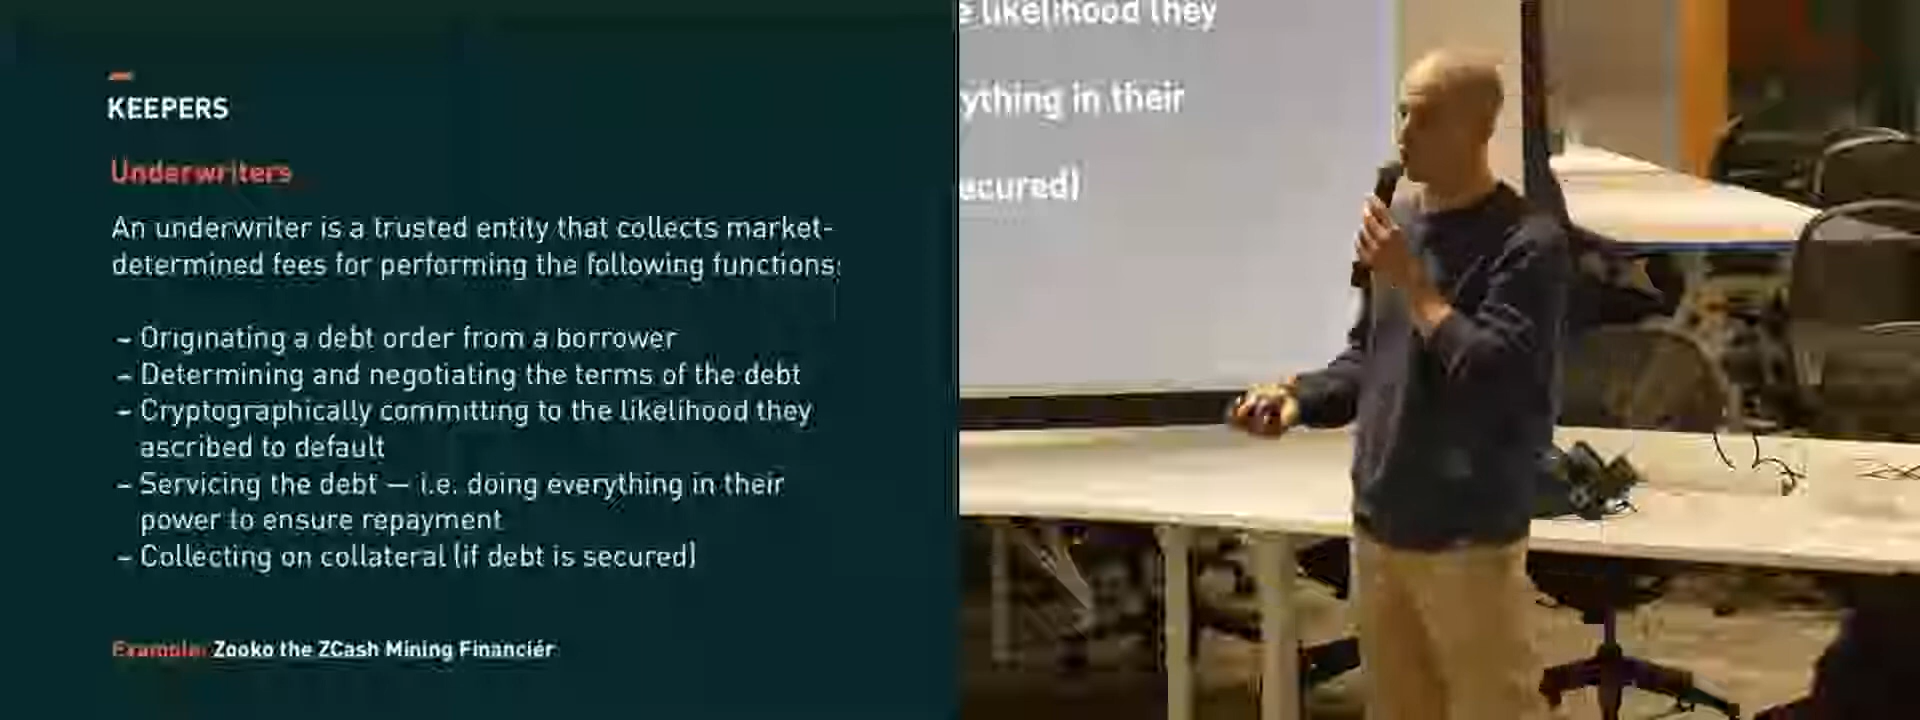 KEEPERS
Underwriters
An underwriter is a trusted entity that collects market-
determined fees for performing the following functions:
– Originating a debt order from a borrower
– Determining and negotiating the terms of the debt
– Cryptographically committing to the likelihood they
ascribed to default
– Servicing the debt — i.e. doing everything in their
power to ensure repayment
– Collecting on collateral (if debt is secured)
Example: Zooko the ZCash Mining Financiér
e likelihood they
ything in their
ecured)